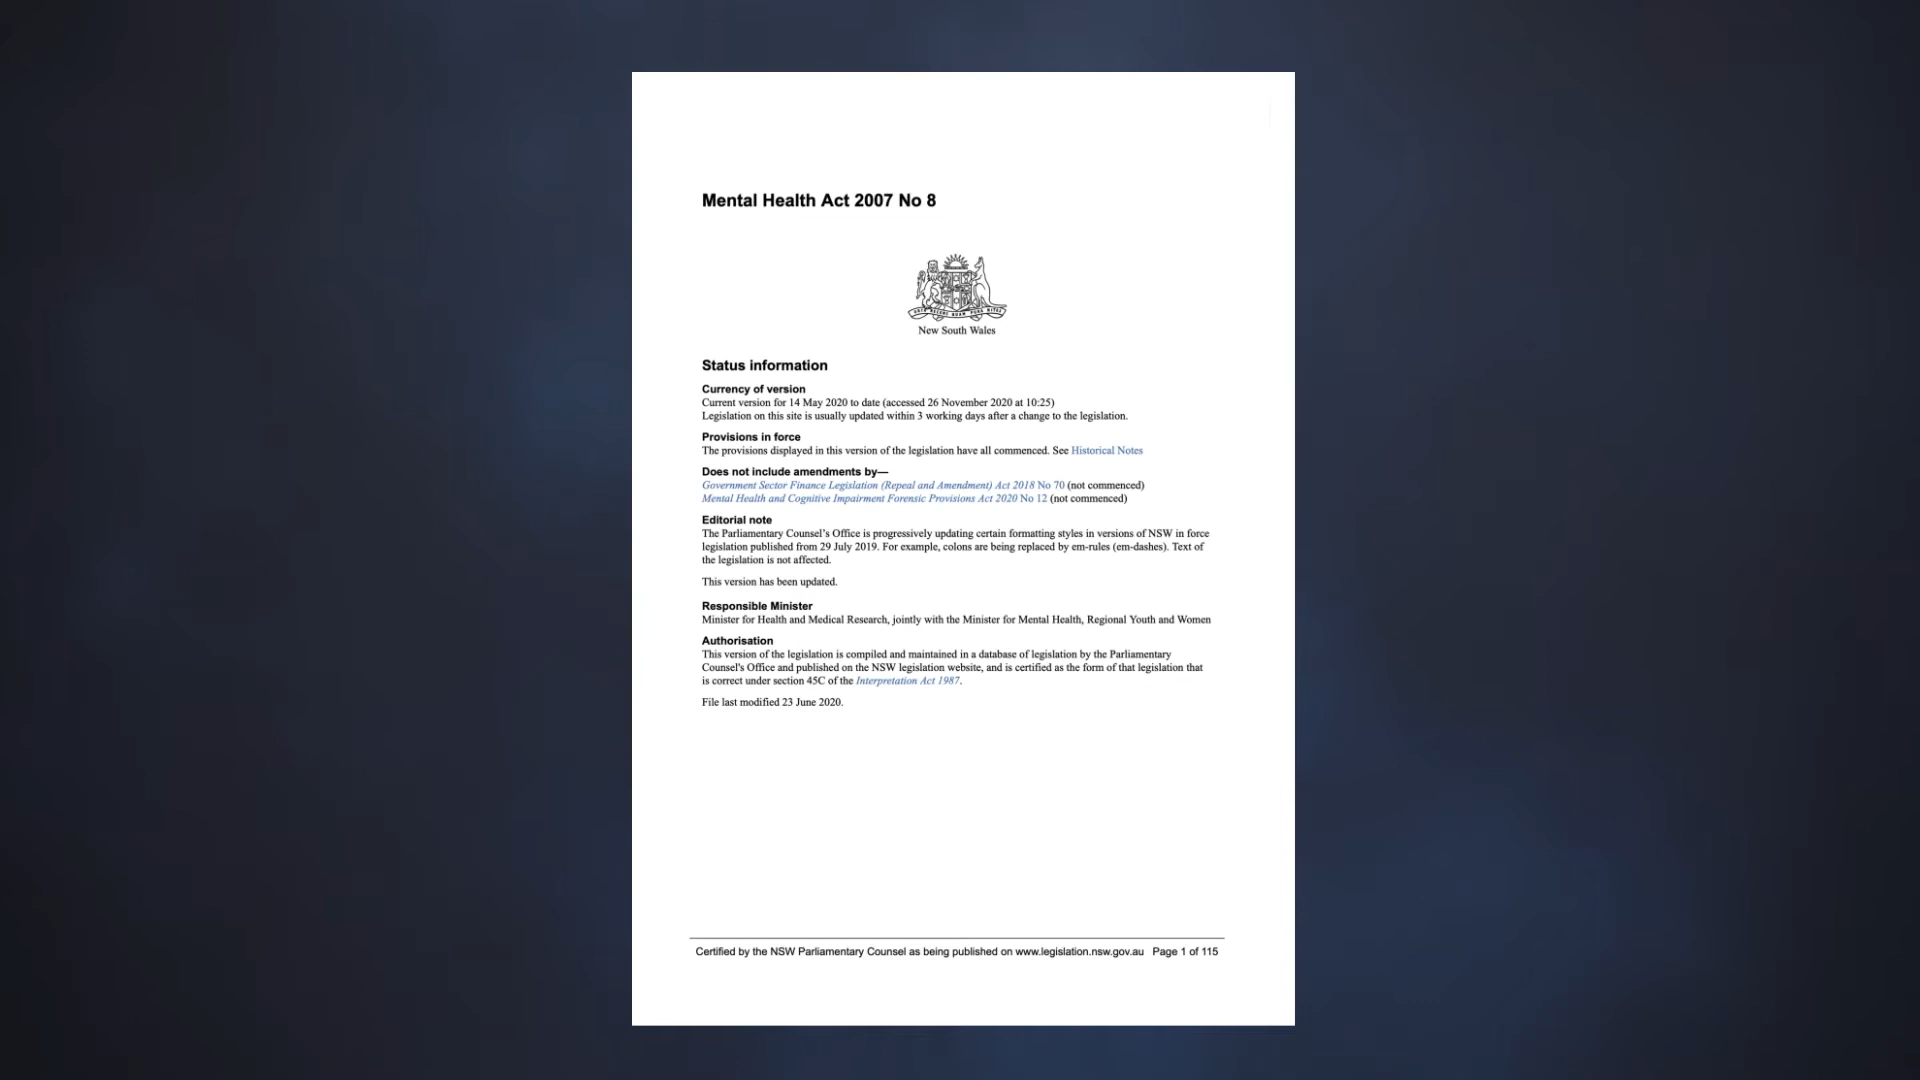 Mental Health Act 2007 No 8
New South Wales
Status information
Currency of version
Current version for 14 May 2020 to date (accessed 26 November 2020 at 10:25)
Legislation on this site is usually updated within 3 working days after a change to the legislation.
Provisions in force
The provisions displayed in this version of the legislation have all commenced. See Historical Notes
Does not include amendments by—
Government Sector Finance Legislation (Repeal and Amendment) Act 2018 No 70 (not commenced)
Mental Health and Cognitive Impairment Forensic Provisions Act 2020 No 12 (not commenced)
Editorial note
The Parliamentary Counsel's Office is progressively updating certain formatting styles in versions of NSW in force
legislation published from 29 July 2019. For example, colons are being replaced by em-rules (em-dashes). Text of
the legislation is not affected.
This version has been updated.
Responsible Minister
Minister for Health and Medical Research, jointly with the Minister for Mental Health, Regional Youth and Women
Authorisation
This version of the legislation is compiled and maintained in a database of legislation by the Parliamentary
Counsel's Office and published on the NSW legislation website, and is certified as the form of that legislation that
is correct under section 45C of the Interpretation Act 1987.
File last modified 23 June 2020.
Certified by the NSW Parliamentary Counsel as being published on www.legislation.nsw.gov.au Page 1 of 115